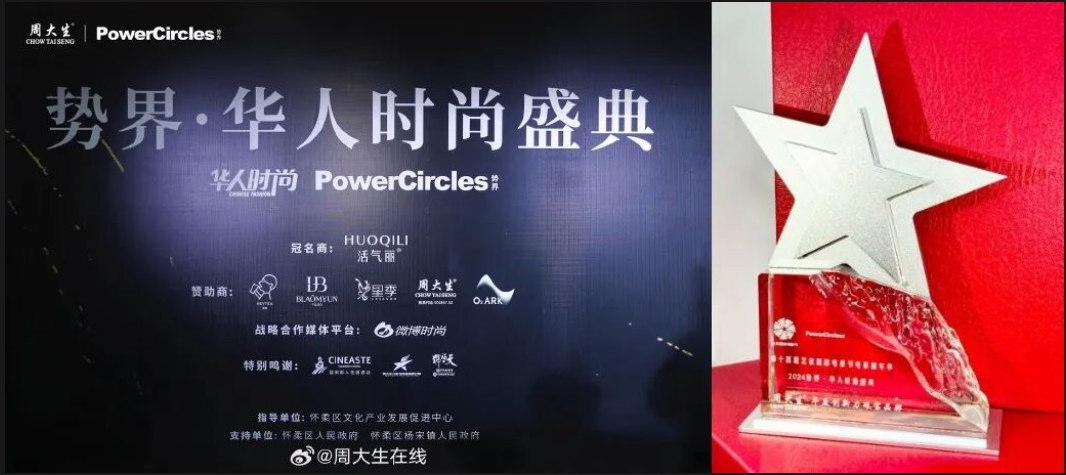 周大生
CHOW TAI SENG
PowerCircles 势界
势界·华人时尚盛典
华人时尚
CHINESE FASHION
PowerCircles 势界
冠名商：
HUOQILI
活气丽
赞助商：
HEYTEA
BLAOMYUN
星季
周大生
CHOW TAI SENG
O₂ARK
战略合作媒体平台：
微博时尚
特别鸣谢：
CINEASTE
指导单位：怀柔区文化产业发展促进中心
支持单位：怀柔区人民政府 怀柔区杨宋镇人民政府
@周大生在线
PowerCircles
2024势界·华人时尚盛典